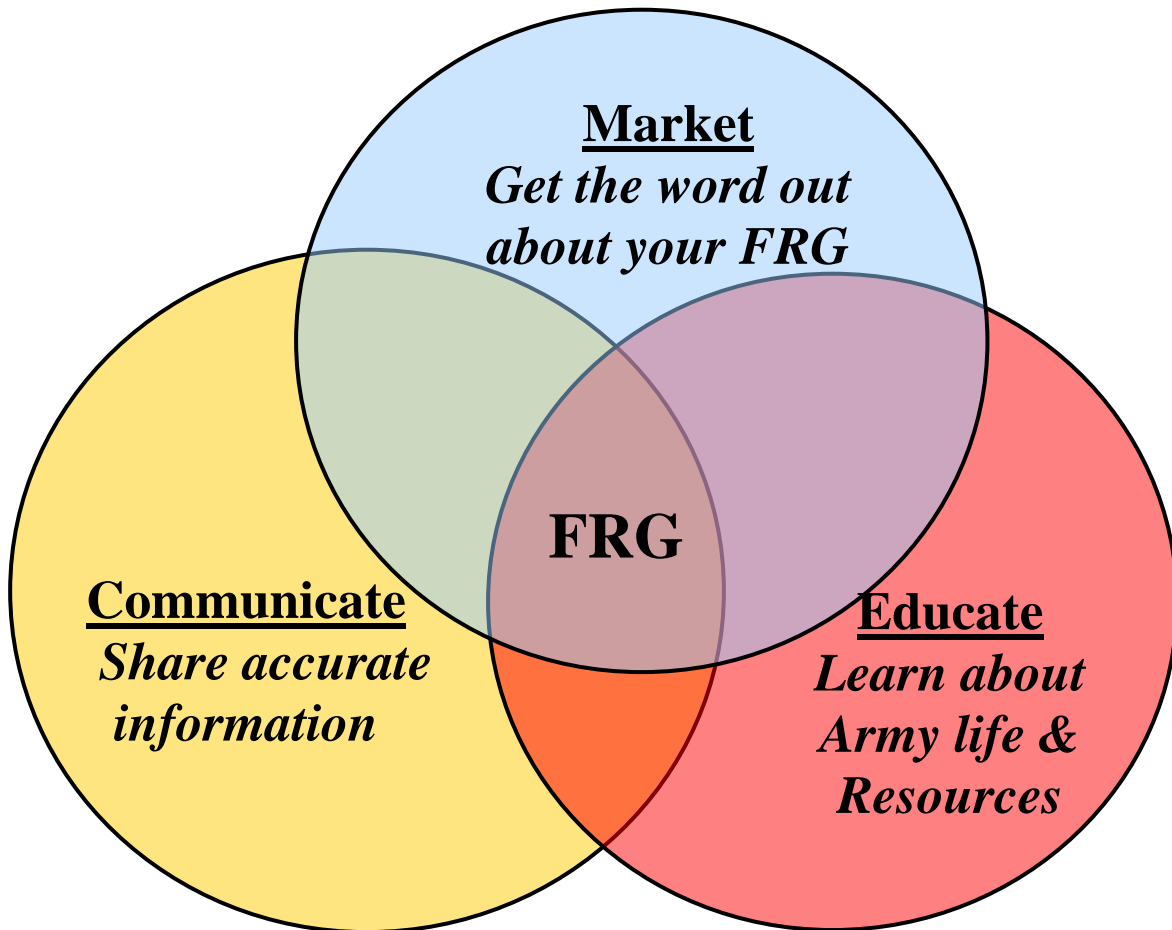 Market
Get the word out
about your FRG
FRG
Communicate
Share accurate
information
Educate
Learn about
Army life &
Resources